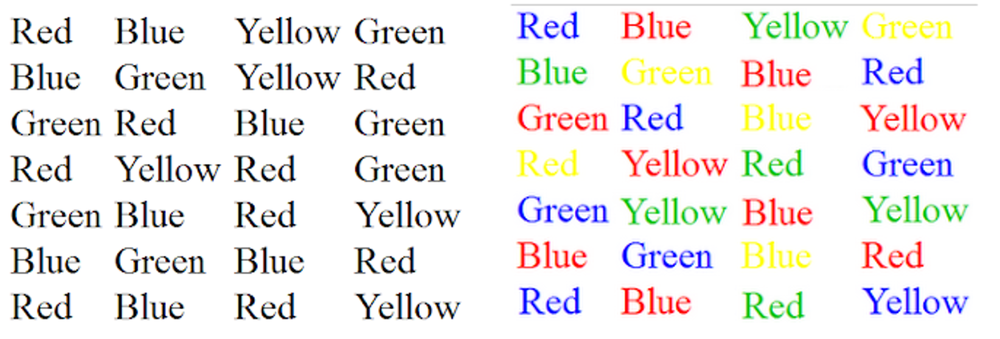 Red Blue Yellow Green
Blue Green Yellow Red
Green Red Blue Green
Red Yellow Red Green
Green Blue Red Yellow
Blue Green Blue Red
Red Blue Red Yellow
Red Blue Yellow Green
Blue Green Blue Red
Green Red Blue Yellow
Red Yellow Red Green
Green Yellow Blue Yellow
Blue Green Blue Red
Red Blue Red Yellow